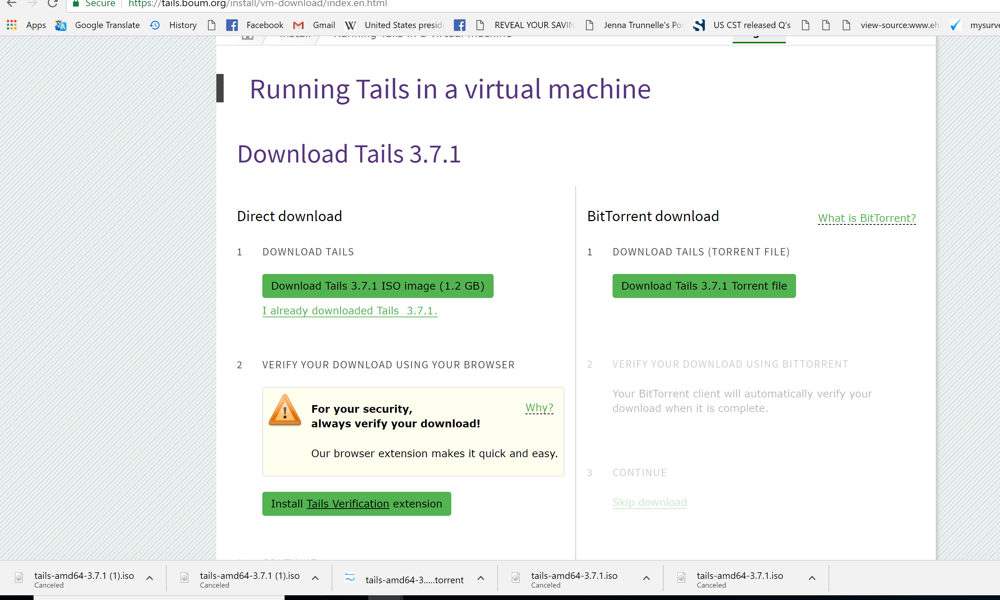 Secure https://tails.boum.org/install/vm-download/index.en.html
Apps Google Translate History Facebook Gmail United States preside REVEAL YOUR SAVIN Jenna Trunnelle's Por US CST released Q's view-source:www.eh mysurve
Install Running Tails in a virtual machine
Running Tails in a virtual machine
Download Tails 3.7.1
Direct download
1 DOWNLOAD TAILS
Download Tails 3.7.1 ISO image (1.2 GB)
I already downloaded Tails 3.7.1.
2 VERIFY YOUR DOWNLOAD USING YOUR BROWSER
For your security,
always verify your download!
Why?
Our browser extension makes it quick and easy.
Install Tails Verification extension
CONTINUE
BitTorrent download
What is BitTorrent?
1 DOWNLOAD TAILS (TORRENT FILE)
Download Tails 3.7.1 Torrent file
2 VERIFY YOUR DOWNLOAD USING BITTORRENT
Your BitTorrent client will automatically verify your
download when it is complete.
3 CONTINUE
Skip download
tails-amd64-3.7.1 (1).iso
Canceled
tails-amd64-3.7.1 (1).iso
Canceled
tails-amd64-3.....torrent
tails-amd64-3.7.1.iso
Canceled
tails-amd64-3.7.1.iso
Canceled